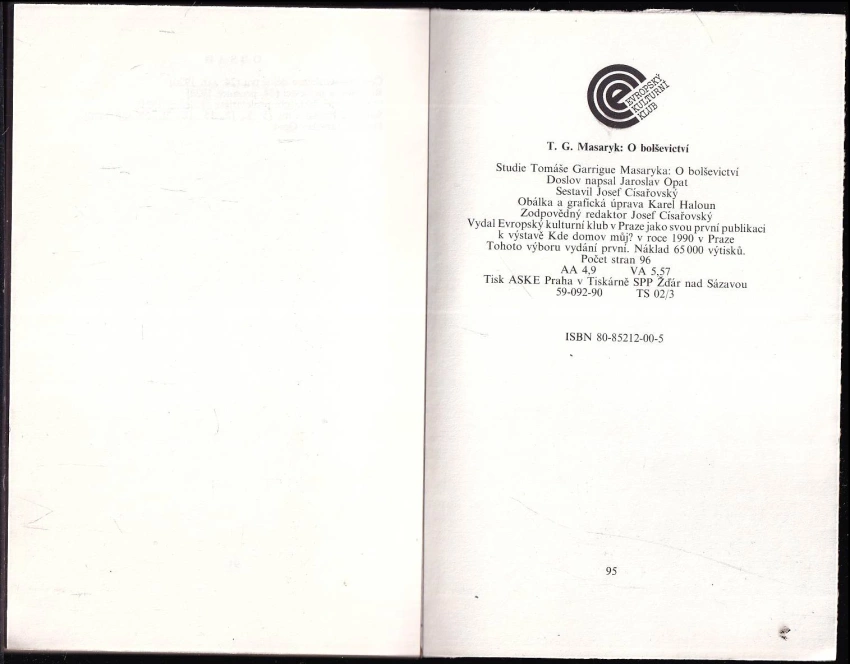 EVROPSKÝ
KULTURNÍ
KLUB
T. G. Masaryk: O bolševictví
Studie Tomáše Garrigue Masaryka: O bolševictví
Doslov napsal Jaroslav Opat
Sestavil Josef Císařovský
Obálka a grafická úprava Karel Haloun
Zodpovědný redaktor Josef Císařovský
Vydal Evropský kulturní klub v Praze jako svou první publikaci
k výstavě Kde domov můj? v roce 1990 v Praze
Tohoto výboru vydání první. Náklad 65 000 výtisků.
Počet stran 96
AA 4,9 VA 5,57
Tisk ASKE Praha v Tiskárně SPP Žďár nad Sázavou
59-092-90 TS 02/3
ISBN 80-85212-00-5
95